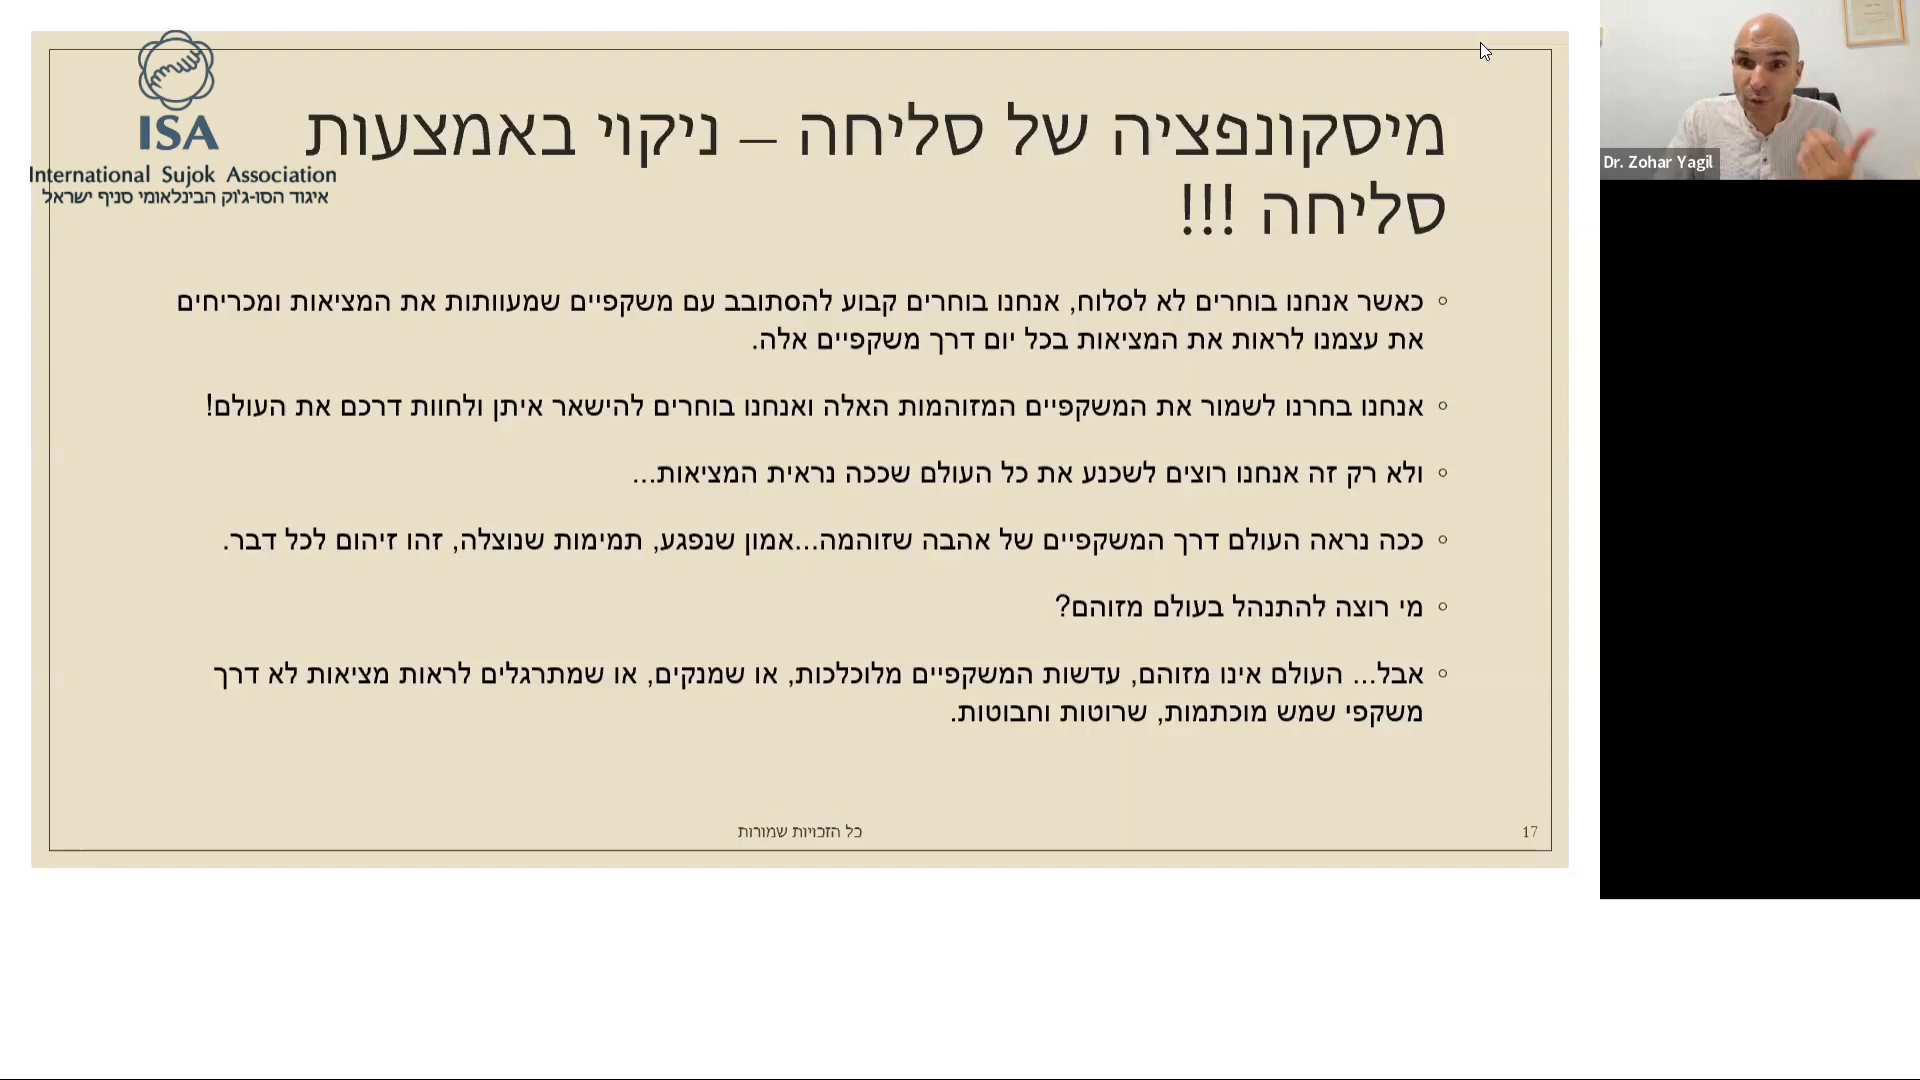 ISA
International Sujok Association
איגוד הסו-ג'וק הבינלאומי סניף ישראל
מיסקונפציה של סליחה – ניקוי באמצעות
סליחה !!!
כאשר אנחנו בוחרים לא לסלוח, אנחנו בוחרים קבוע להסתובב עם משקפיים שמעוותות את המציאות ומכריחים
את עצמנו לראות את המציאות בכל יום דרך משקפיים אלה.
אנחנו בחרנו לשמור את המשקפיים המזוהמות האלה ואנחנו בוחרים להישאר איתן ולחוות דרכם את העולם!
ולא רק זה אנחנו רוצים לשכנע את כל העולם שככה נראית המציאות...
ככה נראה העולם דרך המשקפיים של אהבה שזוהמה...אמון שנפגע, תמימות שנוצלה, זהו זיהום לכל דבר.
מי רוצה להתנהל בעולם מזוהם?
אבל... העולם אינו מזוהם, עדשות המשקפיים מלוכלכות, או שמנקים, או שמתרגלים לראות מציאות לא דרך
משקפי שמש מוכתמות, שרוטות וחבוטות.
כל הזכויות שמורות
17
Dr. Zohar Yagil